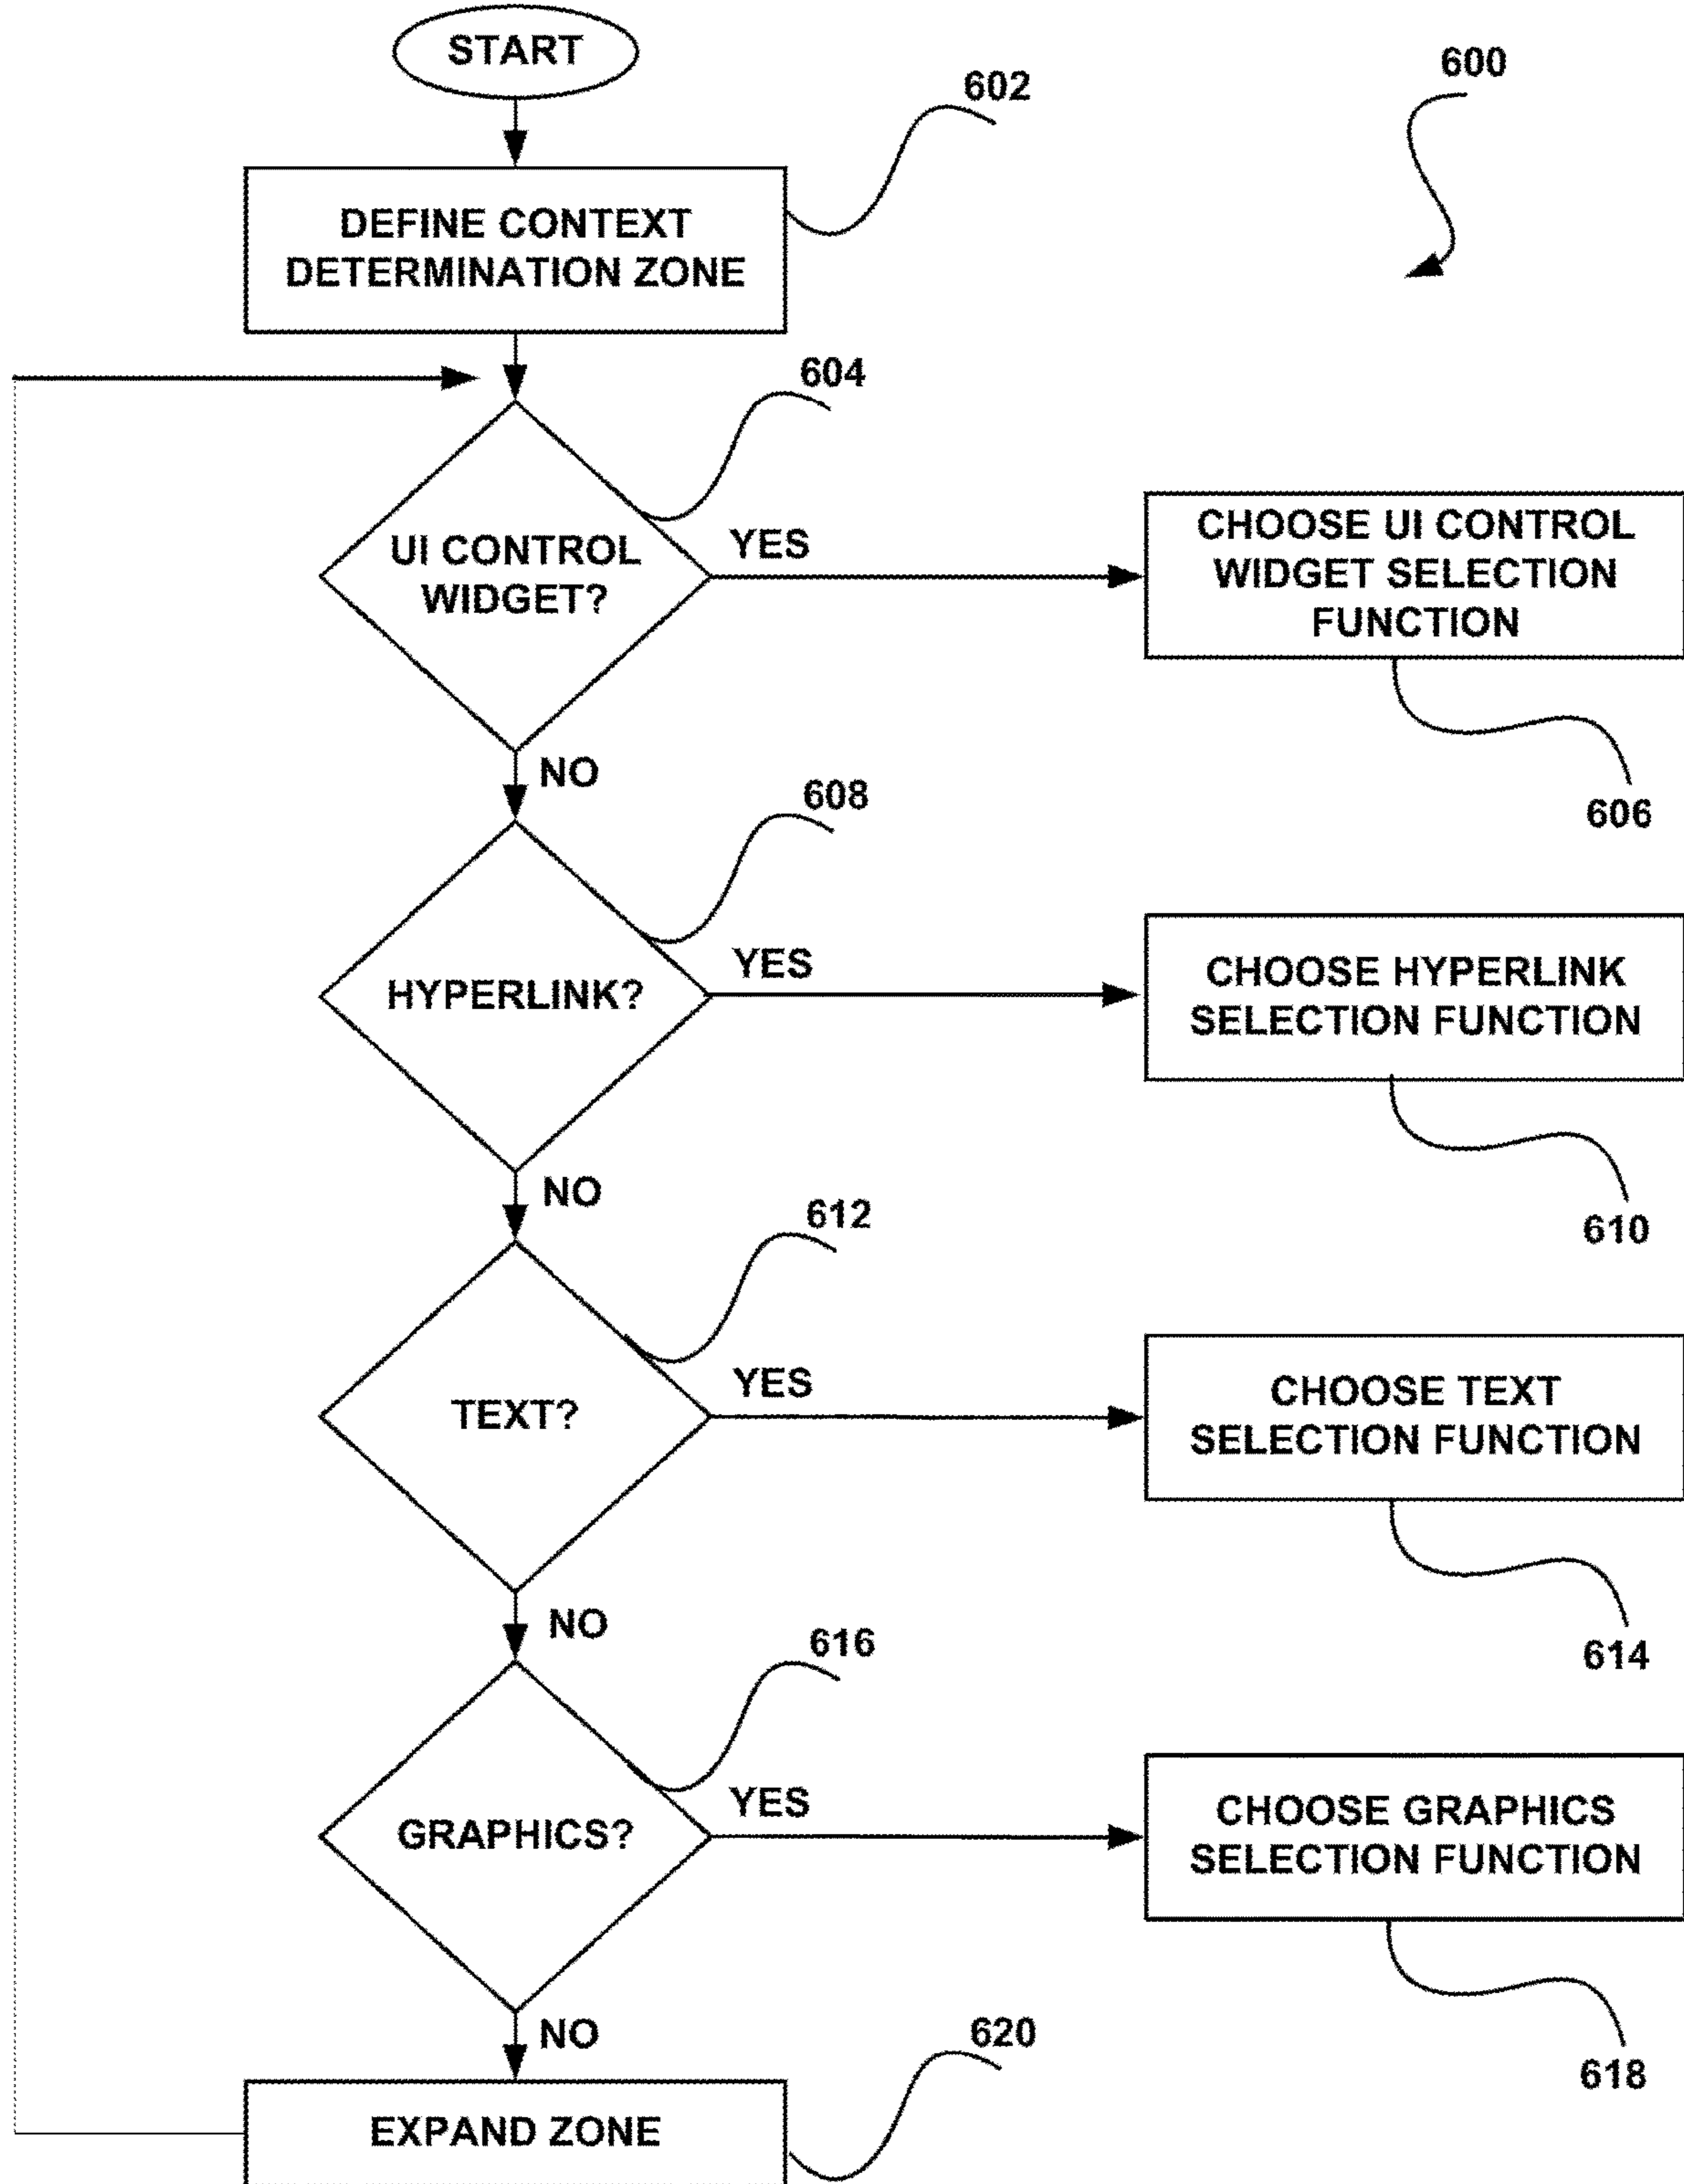 START
602
600
DEFINE CONTEXT
DETERMINATION ZONE
604
UI CONTROL
WIDGET?
YES
CHOOSE UI CONTROL
WIDGET SELECTION
FUNCTION
606
NO
608
HYPERLINK?
YES
CHOOSE HYPERLINK
SELECTION FUNCTION
610
NO
612
TEXT?
YES
CHOOSE TEXT
SELECTION FUNCTION
614
NO
616
GRAPHICS?
YES
CHOOSE GRAPHICS
SELECTION FUNCTION
618
NO
620
EXPAND ZONE